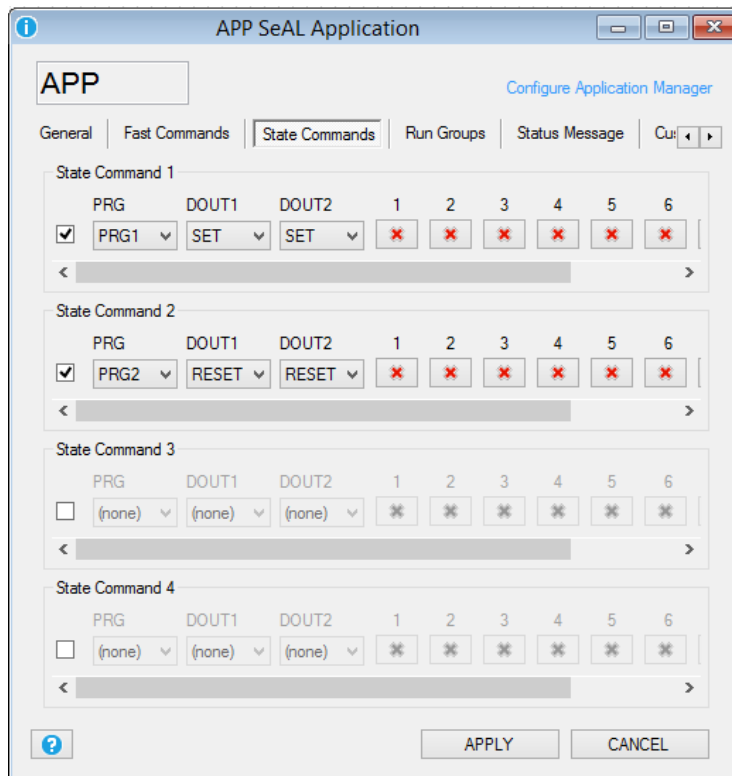 APP SeAL Application
APP
Configure Application Manager
General Fast Commands State Commands Run Groups Status Message Cu
State Command 1
PRG DOUT1 DOUT2 1 2 3 4 5 6
PRG1 SET SET
State Command 2
PRG DOUT1 DOUT2 1 2 3 4 5 6
PRG2 RESET RESET
State Command 3
PRG DOUT1 DOUT2 1 2 3 4 5 6
(none) (none) (none)
State Command 4
PRG DOUT1 DOUT2 1 2 3 4 5 6
(none) (none) (none)
APPLY CANCEL